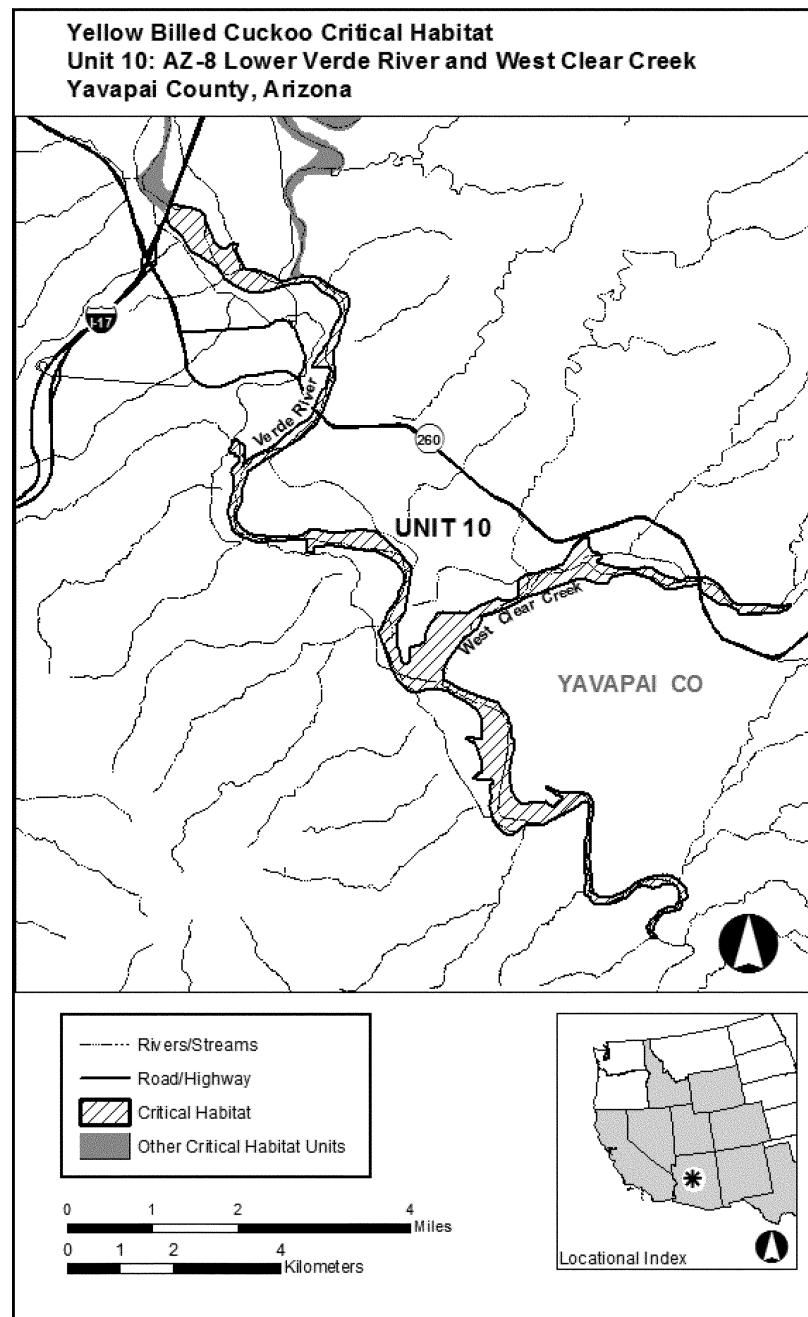 Yellow Billed Cuckoo Critical Habitat
Unit 10: AZ-8 Lower Verde River and West Clear Creek
Yavapai County, Arizona
I-17
Verde River
260
UNIT 10
West Clear Creek
YAVAPAI CO
Rivers/Streams
Road/Highway
Critical Habitat
Other Critical Habitat Units
0 1 2 4
Miles
0 1 2 4
Kilometers
Locational Index